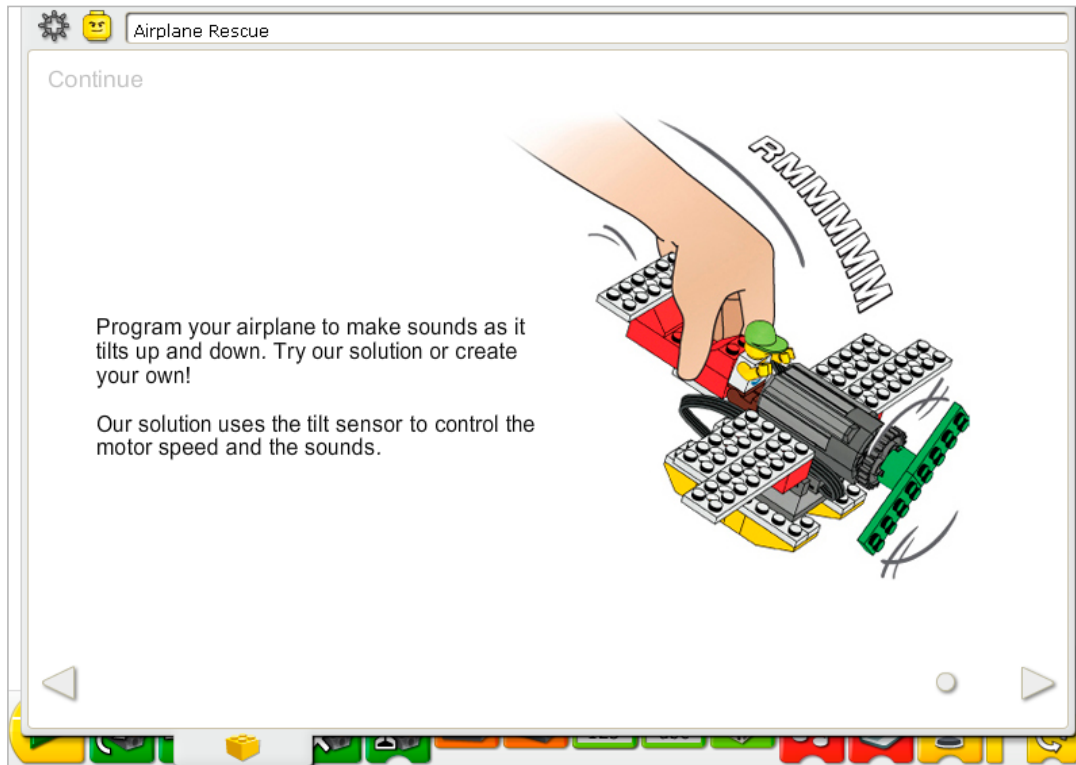 Airplane Rescue
Continue
RMMMMMM
Program your airplane to make sounds as it
tilts up and down. Try our solution or create
your own!
Our solution uses the tilt sensor to control the
motor speed and the sounds.